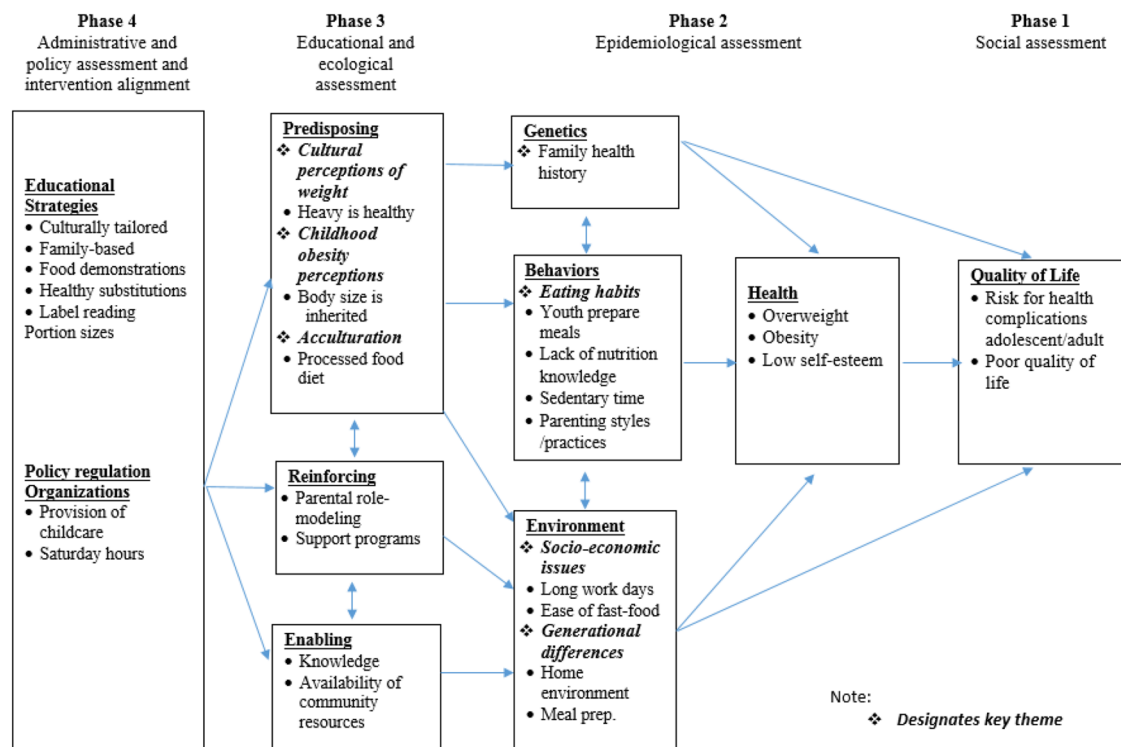 Phase 4
Administrative and
policy assessment and
intervention alignment
Phase 3
Educational and
ecological
assessment
Phase 2
Epidemiological assessment
Phase 1
Social assessment
Educational
Strategies
• Culturally tailored
• Family-based
• Food demonstrations
• Healthy substitutions
• Label reading
Portion sizes
Policy regulation
Organizations
• Provision of
childcare
• Saturday hours
Predisposing
❖ Cultural
perceptions of
weight
• Heavy is healthy
❖ Childhood
obesity
perceptions
• Body size is
inherited
❖ Acculturation
• Processed food
diet
Reinforcing
• Parental role-
modeling
• Support programs
Enabling
• Knowledge
• Availability of
community
resources
Genetics
❖ Family health
history
Behaviors
❖ Eating habits
• Youth prepare
meals
• Lack of nutrition
knowledge
• Sedentary time
• Parenting styles
/practices
Environment
❖ Socio-economic
issues
• Long work days
• Ease of fast-food
❖ Generational
differences
• Home
environment
• Meal prep.
Health
• Overweight
• Obesity
• Low self-esteem
Quality of Life
• Risk for health
complications
adolescent/adult
• Poor quality of
life
Note:
❖ Designates key theme